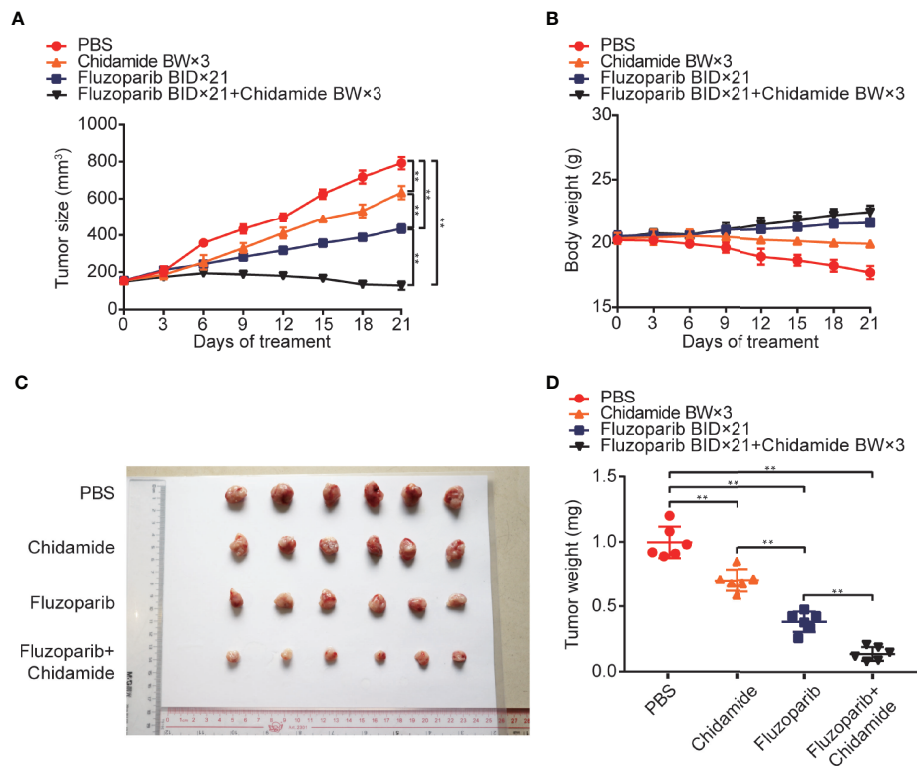 A
PBS
Chidamide BW×3
Fluzoparib BID×21
Fluzoparib BID×21+Chidamide BW×3
Tumor size (mm³)
1000
800
600
400
200
0
0 3 6 9 12 15 18 21
Days of treament
**
**
**
**
**
B
PBS
Chidamide BW×3
Fluzoparib BID×21
Fluzoparib BID×21+Chidamide BW×3
Body weight (g)
30
25
20
15
0 3 6 9 12 15 18 21
Days of treament
C
PBS
Chidamide
Fluzoparib
Fluzoparib+
Chidamide
D
PBS
Chidamide BW×3
Fluzoparib BID×21
Fluzoparib BID×21+Chidamide BW×3
Tumor weight (mg)
1.5
1.0
0.5
0.0
**
**
**
**
**
PBS
Chidamide
Fluzoparib
Fluzoparib+
Chidamide